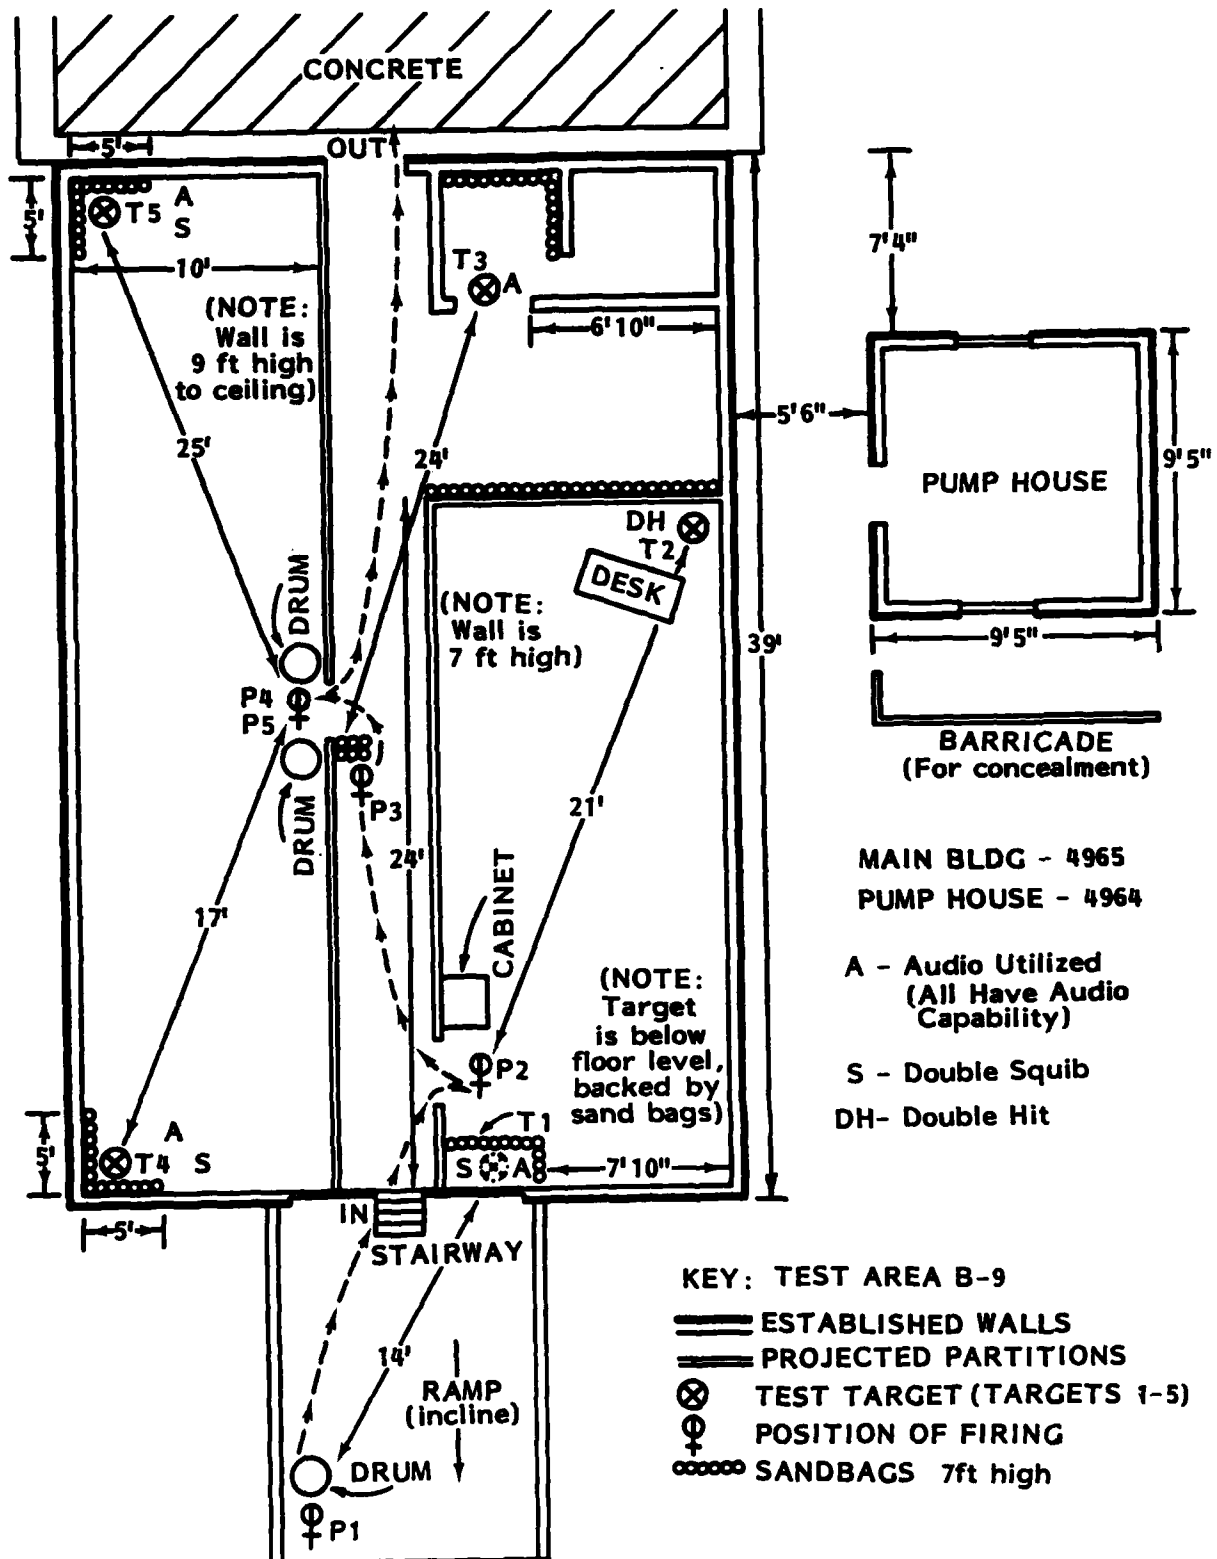 CONCRETE
5'
OUT
5'
T5
A
S
10'
(NOTE:
Wall is
9 ft high
to ceiling)
T3
A
6'10"
7'4"
25'
24'
5'6"
PUMP HOUSE
9'5"
9'5"
DH
T2
DESK
(NOTE:
Wall is
7 ft high)
39'
DRUM
P4
P5
DRUM
P3
BARRICADE
(For concealment)
21'
24'
MAIN BLDG - 4965
PUMP HOUSE - 4964
17'
CABINET
A - Audio Utilized
(All Have Audio
Capability)
S - Double Squib
DH- Double Hit
(NOTE:
Target
is below
floor level,
backed by
sand bags)
P2
T1
A
T4 S
5'
5'
S A
7'10"
IN
STAIRWAY
14'
RAMP
(incline)
DRUM
P1
KEY: TEST AREA B-9
ESTABLISHED WALLS
PROJECTED PARTITIONS
TEST TARGET (TARGETS 1-5)
POSITION OF FIRING
SANDBAGS 7ft high